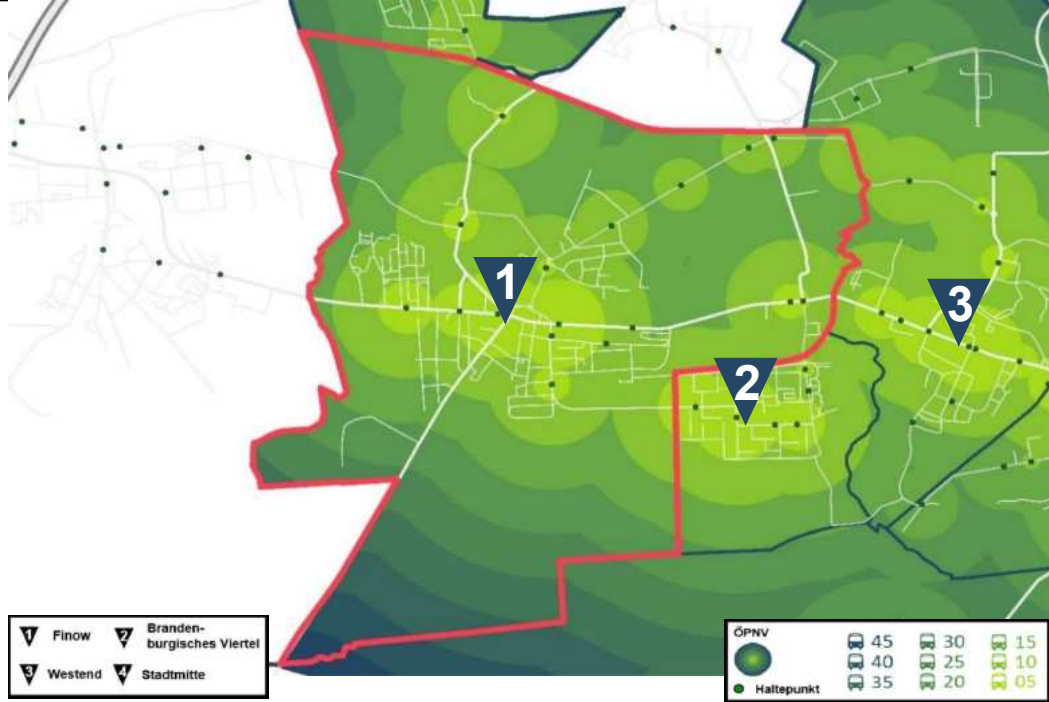 1
2
3
1 Finow
2 Branden-
burgisches Viertel
3 Westend
4 Stadtmitte
ÖPNV
Haltepunkt
45 30 15
40 25 10
35 20 05